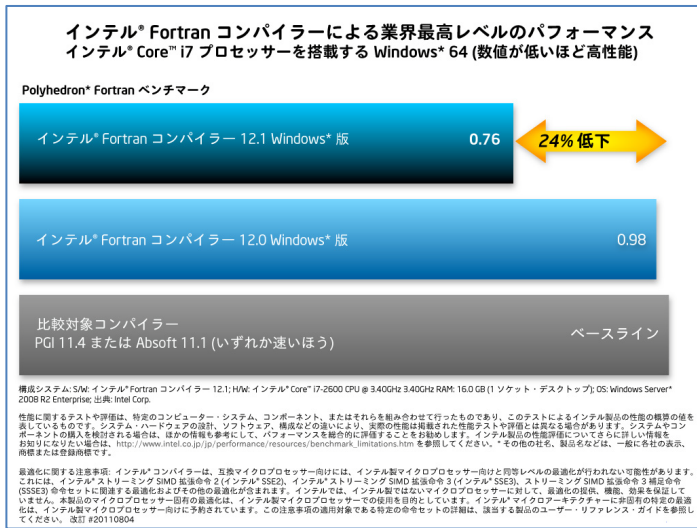 インテル® Fortran コンパイラーによる業界最高レベルのパフォーマンス
インテル® Core™ i7 プロセッサーを搭載する Windows* 64 (数値が低いほど高性能)
Polyhedron* Fortran ベンチマーク
インテル® Fortran コンパイラー 12.1 Windows* 版
0.76
24% 低下
インテル® Fortran コンパイラー 12.0 Windows* 版
0.98
比較対象コンパイラー
PGI 11.4 または Absoft 11.1 (いずれか速いほう)
ベースライン
構成システム: S/W: インテル® Fortran コンパイラー 12.1; H/W: インテル® Core™ i7-2600 CPU @ 3.40GHz 3.40GHz RAM: 16.0 GB (1 ソケット・デスクトップ); OS: Windows Server*
2008 R2 Enterprise; 出典: Intel Corp.
性能に関するテストや評価は、特定のコンピューター・システム、コンポーネント、またはそれらを組み合わせて行ったものであり、このテストによるインテル製品の性能の概算の値を
表しているものです。システム・ハードウェアの設計、ソフトウェア、構成などの違いにより、実際の性能は掲載された性能テストや評価とは異なる場合があります。システムやコン
ポーネントの購入を検討される場合は、ほかの情報も参考にして、パフォーマンスを総合的に評価することをお勧めします。インテル製品の性能評価についてさらに詳しい情報を
お知りになりたい場合は、http://www.intel.co.jp/jp/performance/resources/benchmark_limitations.htm を参照してください。* その他の社名、製品名などは、一般に各社の表示、
商標または登録商標です。
最適化に関する注意事項: インテル® コンパイラーは、互換マイクロプロセッサー向けには、インテル製マイクロプロセッサー向けと同等レベルの最適化が行われない可能性があります。
これには、インテル® ストリーミング SIMD 拡張命令 2 (インテル® SSE2)、インテル® ストリーミング SIMD 拡張命令 3 (インテル® SSE3)、ストリーミング SIMD 拡張命令 3 補足命令
(SSSE3) 命令セットに関連する最適化およびその他の最適化が含まれます。インテルでは、インテル製ではないマイクロプロセッサーに対して、最適化の提供、機能、効果を保証して
いません。本製品のマイクロプロセッサー固有の最適化は、インテル製マイクロプロセッサーでの使用を目的としています。インテル® マイクロアーキテクチャーに非固有の特定の最適
化は、インテル製マイクロプロセッサー向けに予約されています。この注意事項の適用対象である特定の命令セットの詳細は、該当する製品のユーザー・リファレンス・ガイドを参照し
てください。 改訂 #20110804